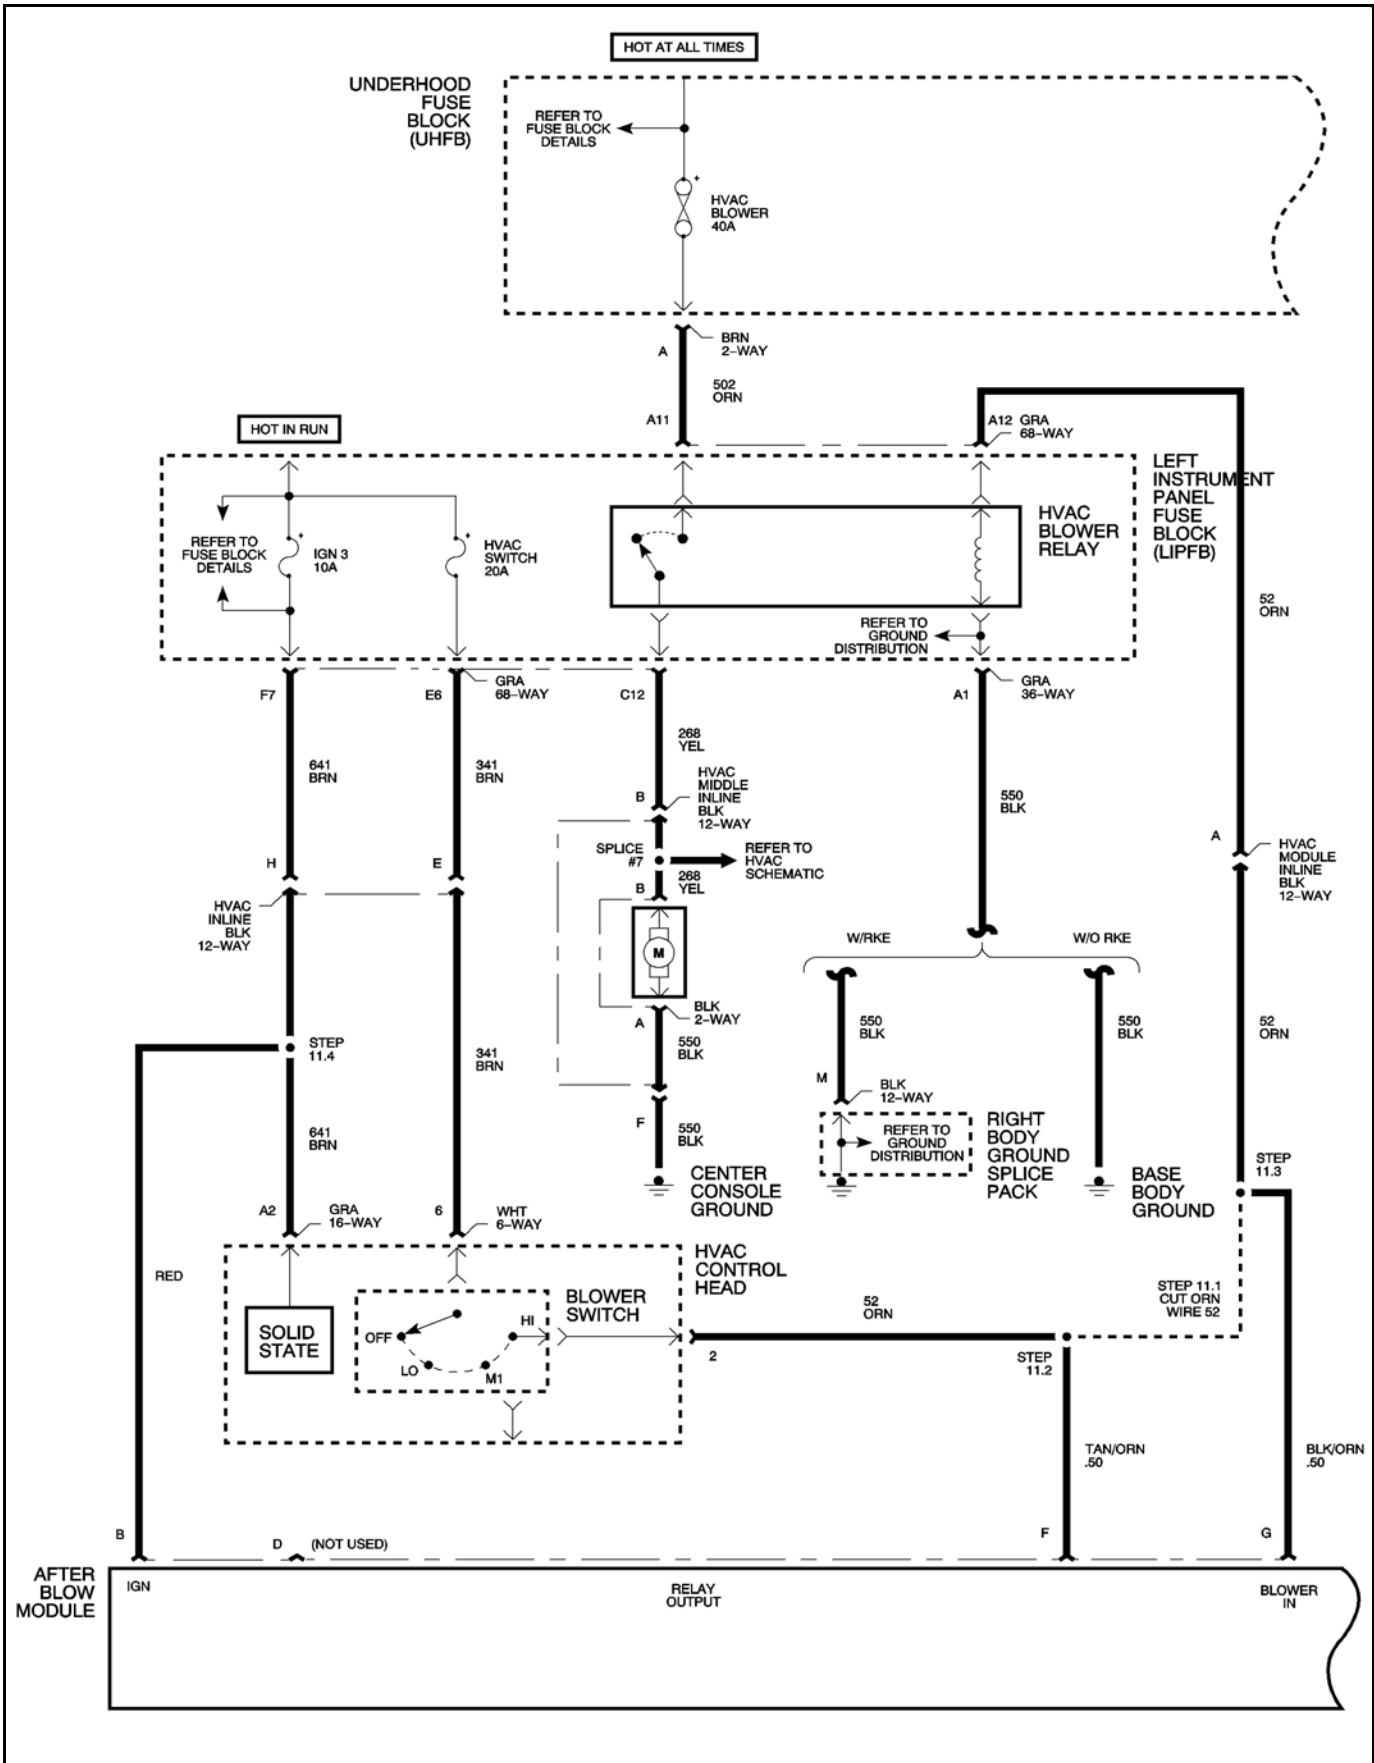 HOT AT ALL TIMES
UNDERHOOD
FUSE
BLOCK
(UHFB)
REFER TO
FUSE BLOCK
DETAILS
+
HVAC
BLOWER
40A
BRN
2-WAY
A
502
ORN
A11
A12 GRA
68-WAY
HOT IN RUN
LEFT
INSTRUMENT
PANEL
FUSE
BLOCK
(LIPFB)
REFER TO
FUSE BLOCK
DETAILS
+
IGN 3
10A
+
HVAC
SWITCH
20A
HVAC
BLOWER
RELAY
52
ORN
REFER TO
GROUND
DISTRIBUTION
F7
E6
GRA
68-WAY
C12
A1
GRA
36-WAY
641
BRN
341
BRN
268
YEL
HVAC
MIDDLE
INLINE
BLK
12-WAY
B
550
BLK
A
HVAC
MODULE
INLINE
BLK
12-WAY
H
E
SPLICE
#7
REFER TO
HVAC
SCHEMATIC
268
YEL
B
HVAC
INLINE
BLK
12-WAY
M
W/RKE
W/O RKE
BLK
2-WAY
A
550
BLK
550
BLK
550
BLK
52
ORN
STEP
11.4
341
BRN
M
BLK
12-WAY
641
BRN
F
550
BLK
REFER TO
GROUND
DISTRIBUTION
RIGHT
BODY
GROUND
SPLICE
PACK
STEP
11.3
CENTER
CONSOLE
GROUND
BASE
BODY
GROUND
A2
GRA
16-WAY
6
WHT
6-WAY
HVAC
CONTROL
HEAD
RED
BLOWER
SWITCH
SOLID
STATE
OFF
LO
M1
HI
2
52
ORN
STEP 11.1
CUT ORN
WIRE 52
STEP
11.2
TAN/ORN
.50
BLK/ORN
.50
B
D
(NOT USED)
F
G
AFTER
BLOW
MODULE
IGN
RELAY
OUTPUT
BLOWER
IN